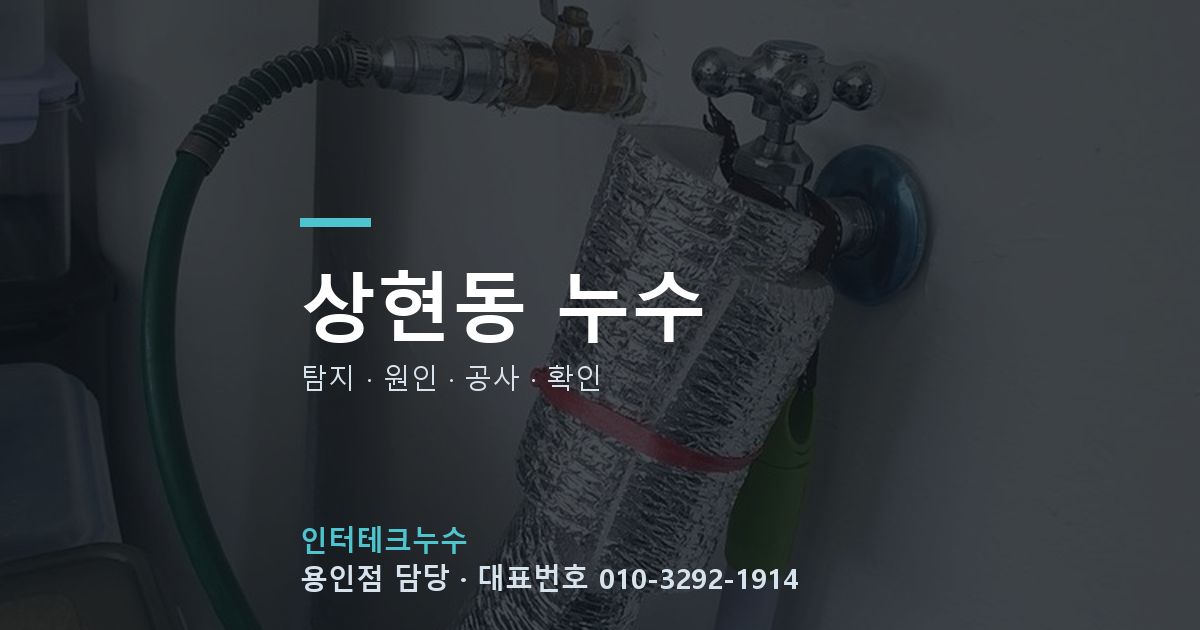 상현동 누수
탐지 · 원인 · 공사 · 확인
인터테크누수
용인점 담당 · 대표번호 010-3292-1914